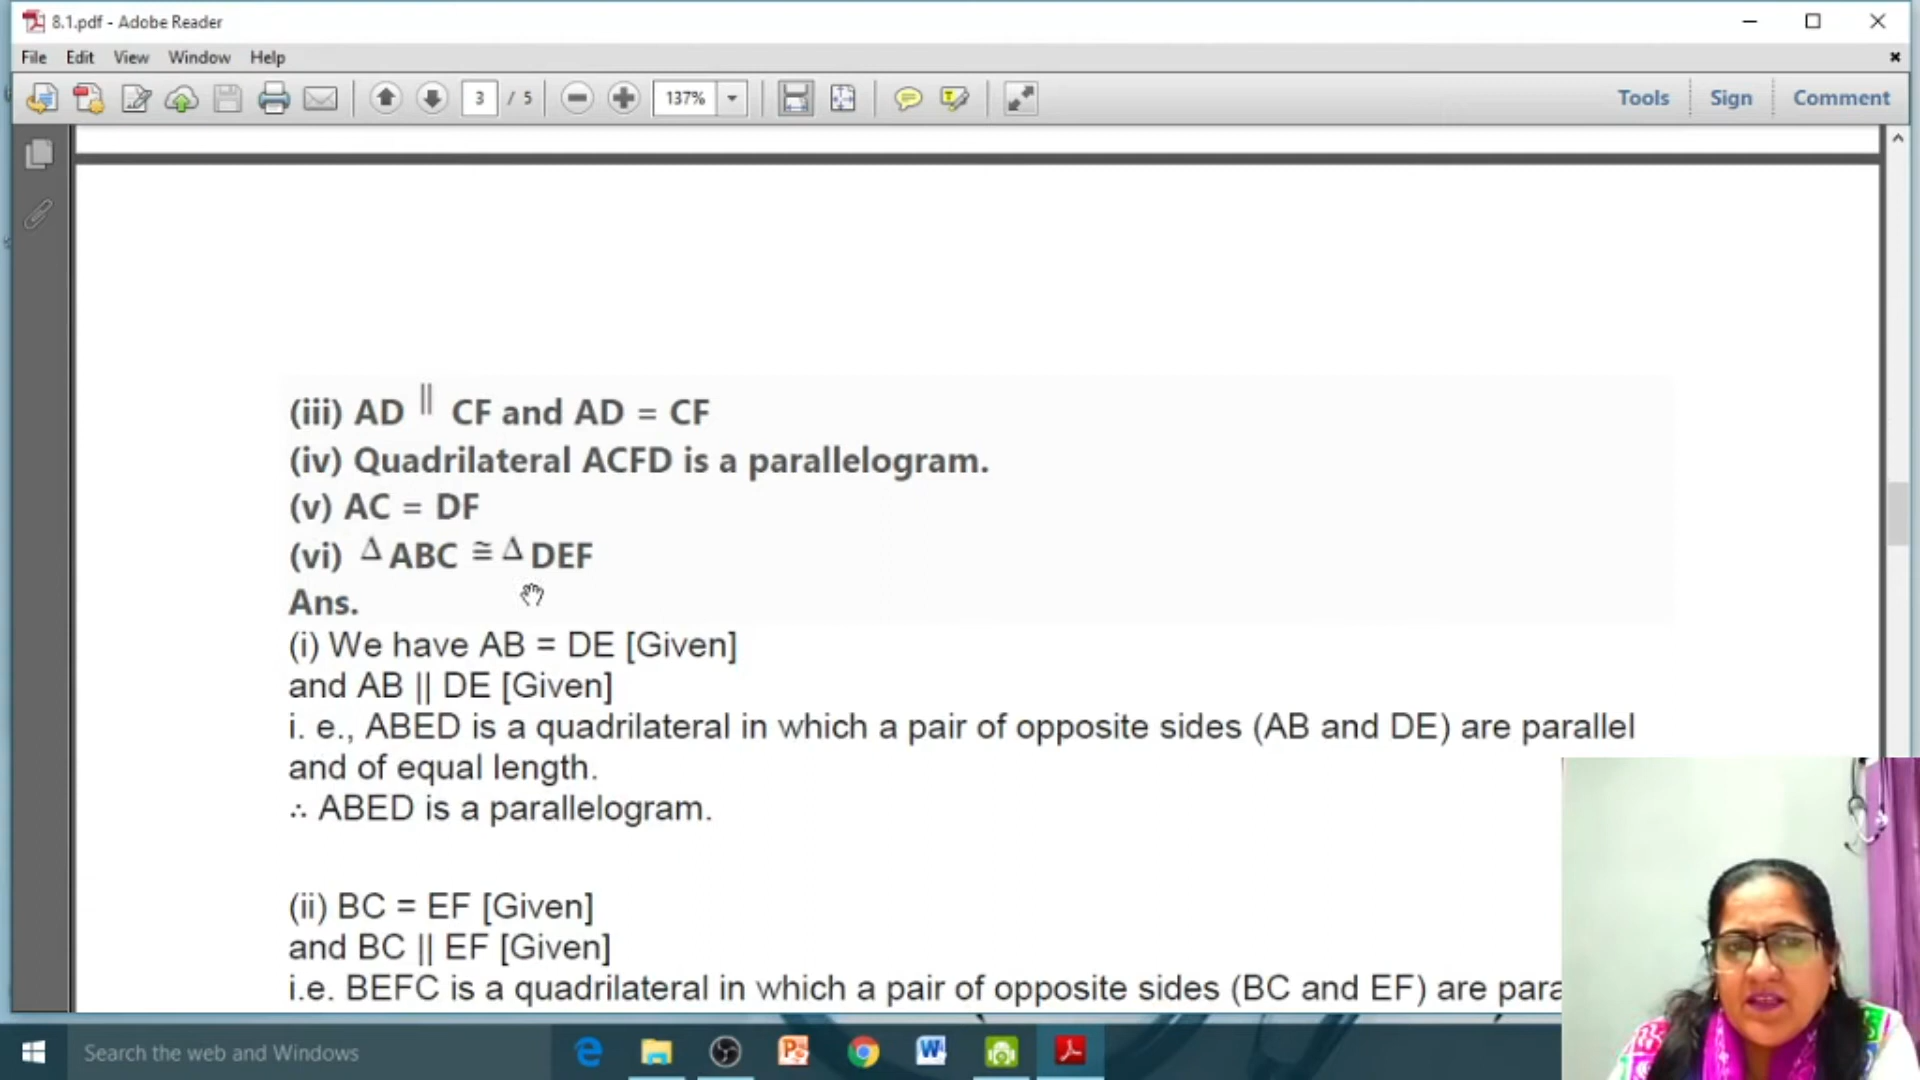 8.1.pdf - Adobe Reader
File Edit View Window Help
3 / 5 137% Tools Sign Comment
(iii) AD || CF and AD = CF
(iv) Quadrilateral ACFD is a parallelogram.
(v) AC = DF
(vi) Δ ABC ≅ Δ DEF
Ans.
(i) We have AB = DE [Given]
and AB || DE [Given]
i. e., ABED is a quadrilateral in which a pair of opposite sides (AB and DE) are parallel
and of equal length.
∴ ABED is a parallelogram.
(ii) BC = EF [Given]
and BC || EF [Given]
i.e. BEFC is a quadrilateral in which a pair of opposite sides (BC and EF) are para
Search the web and Windows